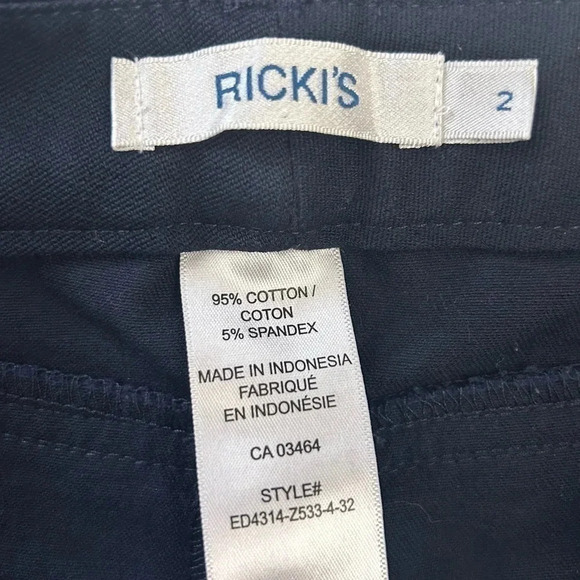 RICKI'S
2
95% COTTON /
COTON
5% SPANDEX
MADE IN INDONESIA
FABRIQUÉ
EN INDONÉSIE
CA 03464
STYLE#
ED4314-Z533-4-32